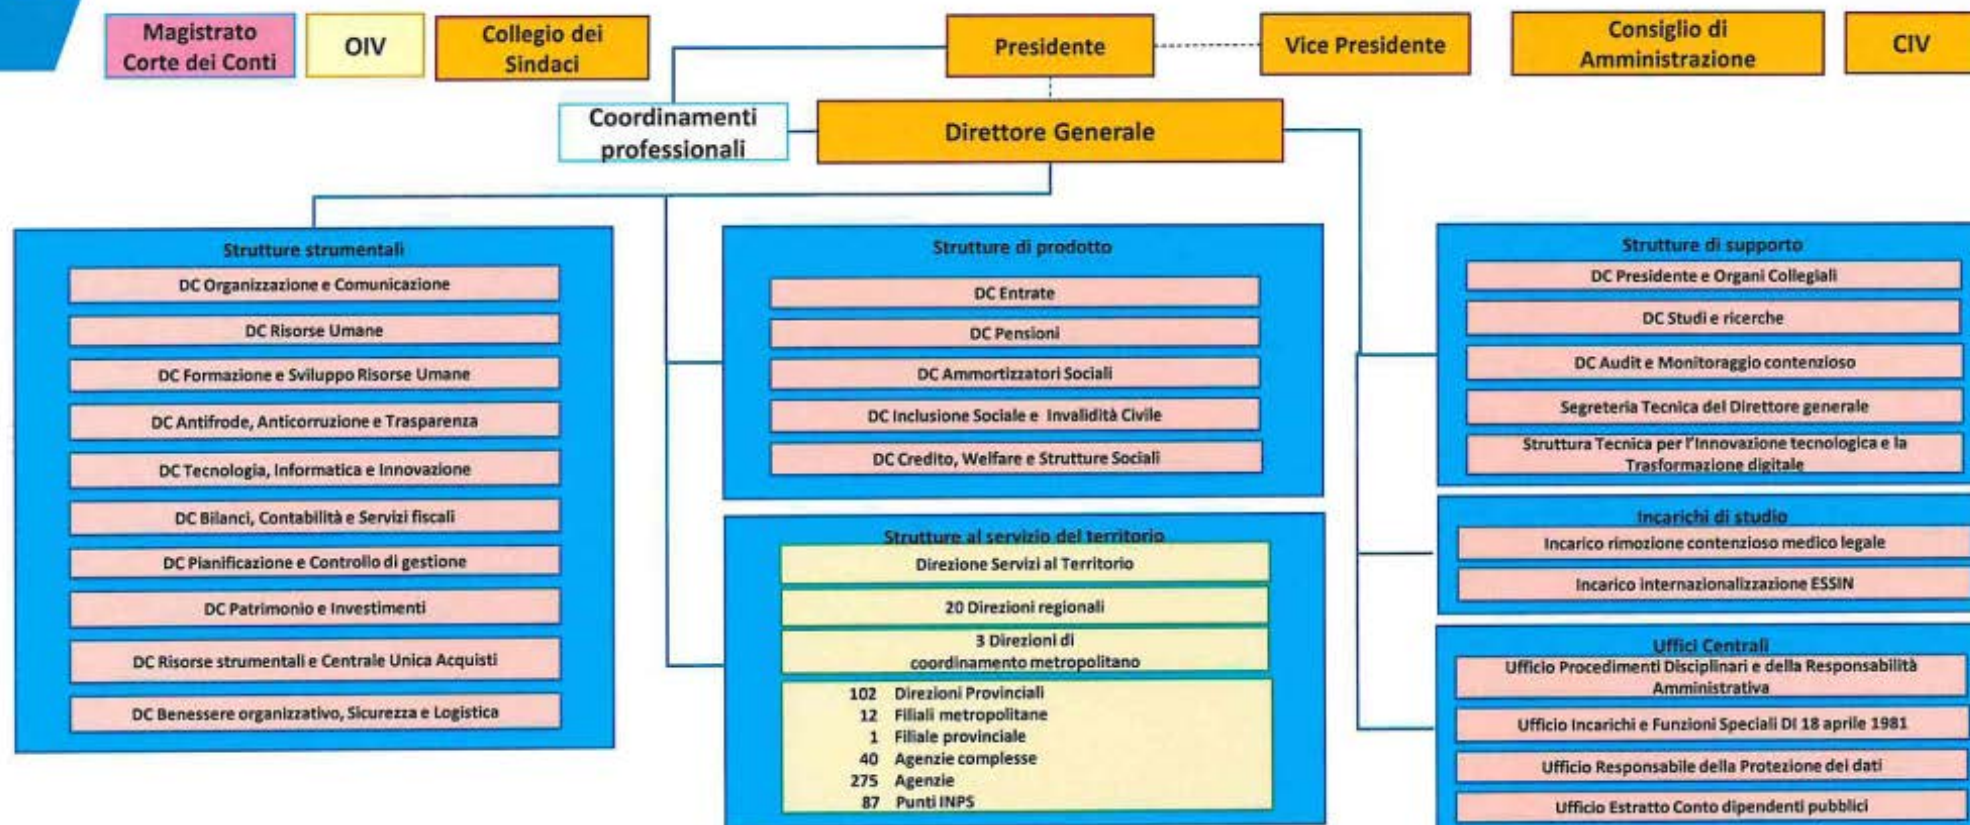 Magistrato
Corte dei Conti
OIV
Collegio dei
Sindaci
Presidente
Vice Presidente
Consiglio di
Amministrazione
CIV
Coordinamenti
professionali
Direttore Generale
Strutture strumentali
DC Organizzazione e Comunicazione
DC Risorse Umane
DC Formazione e Sviluppo Risorse Umane
DC Antifrode, Anticorruzione e Trasparenza
DC Tecnologia, Informatica e Innovazione
DC Bilanci, Contabilità e Servizi fiscali
DC Pianificazione e Controllo di gestione
DC Patrimonio e Investimenti
DC Risorse strumentali e Centrale Unica Acquisti
DC Benessere organizzativo, Sicurezza e Logistica
Strutture di prodotto
DC Entrate
DC Pensioni
DC Ammortizzatori Sociali
DC Inclusione Sociale e Invalidità Civile
DC Credito, Welfare e Strutture Sociali
Strutture al servizio del territorio
Direzione Servizi al Territorio
20 Direzioni regionali
3 Direzioni di
coordinamento metropolitano
102 Direzioni Provinciali
12 Filiali metropolitane
1 Filiale provinciale
40 Agenzie complesse
275 Agenzie
87 Punti INPS
Strutture di supporto
DC Presidente e Organi Collegiali
DC Studi e ricerche
DC Audit e Monitoraggio contenzioso
Segreteria Tecnica del Direttore generale
Struttura Tecnica per l'Innovazione tecnologica e la
Trasformazione digitale
Incarichi di studio
Incarico rimozione contenzioso medico legale
Incarico internazionalizzazione ESSIN
Uffici Centrali
Ufficio Procedimenti Disciplinari e della Responsabilità
Amministrativa
Ufficio Incarichi e Funzioni Speciali DI 18 aprile 1981
Ufficio Responsabile della Protezione dei dati
Ufficio Estratto Conto dipendenti pubblici